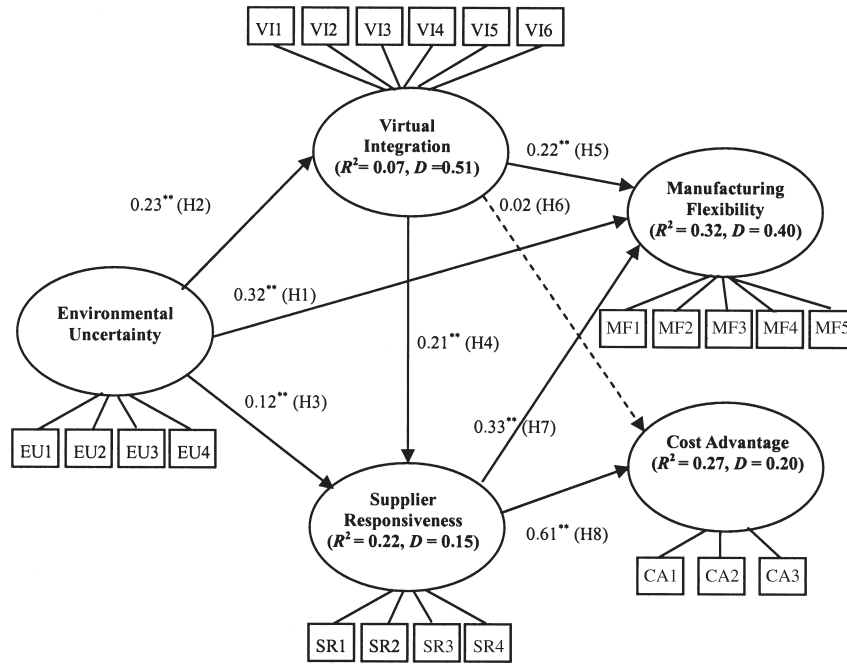 VI1 VI2 VI3 VI4 VI5 VI6
Virtual
Integration
(R² = 0.07, D =0.51)
0.22** (H5)
Manufacturing
Flexibility
(R² = 0.32, D = 0.40)
0.23** (H2)
0.02 (H6)
Environmental
Uncertainty
0.32** (H1)
MF1 MF2 MF3 MF4 MF5
0.21** (H4)
0.12** (H3)
EU1 EU2 EU3 EU4
0.33** (H7)
Cost Advantage
(R² = 0.27, D = 0.20)
Supplier
Responsiveness
(R² = 0.22, D = 0.15)
0.61** (H8)
CA1 CA2 CA3
SR1 SR2 SR3 SR4